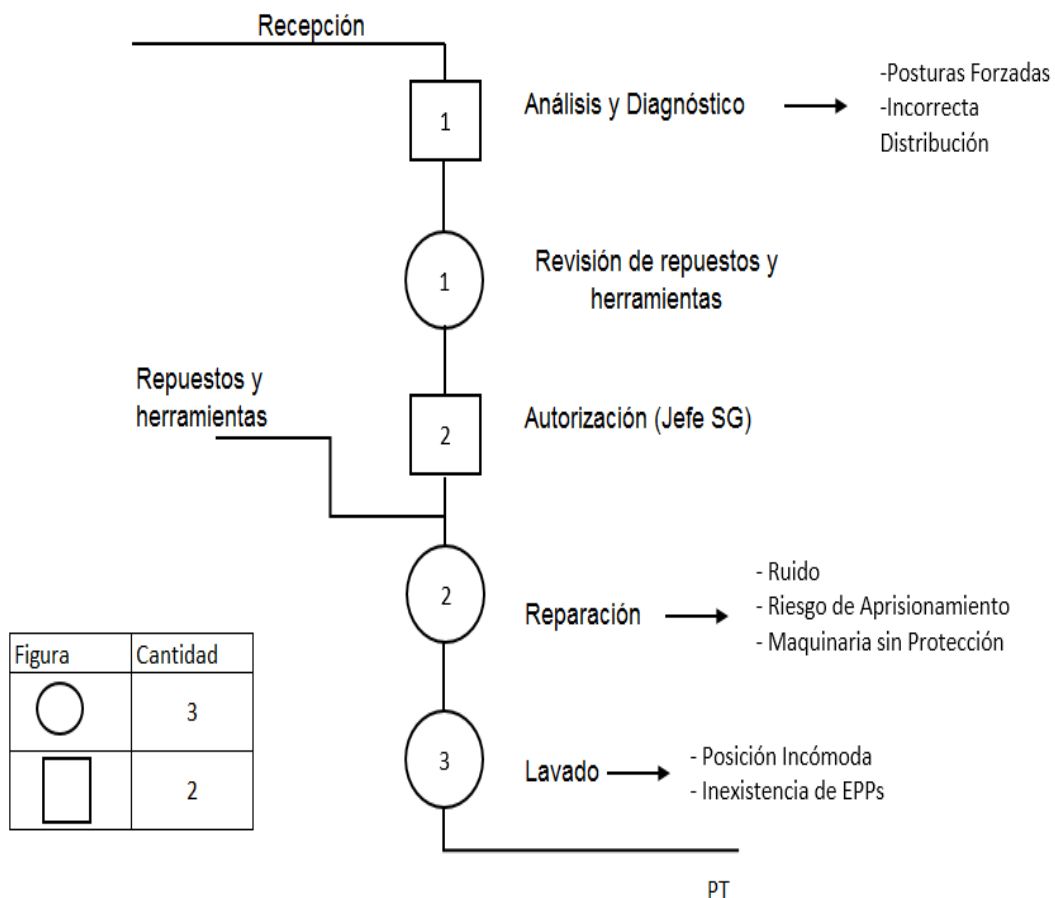 Recepción
1
Análisis y Diagnóstico
-Posturas Forzadas
-Incorrecta
Distribución
1
Revisión de repuestos y
herramientas
Repuestos y
herramientas
2
Autorización (Jefe SG)
2
Reparación
- Ruido
- Riesgo de Aprisionamiento
- Maquinaria sin Protección
Figura Cantidad
3
2
3
Lavado
- Posición Incómoda
- Inexistencia de EPPs
PT